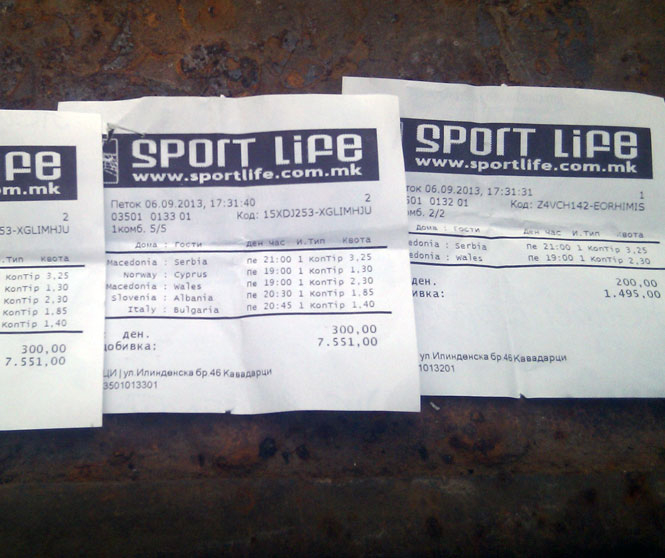 ife
om.mk
2
53-XGLIMHJU
И.Тип Квота
КонТip 3,25
КонТip 1,30
КонТip 2,30
КонТip 1,85
КонТip 1,40
300,00
7.551,00
SPORT Life
www.sportlife.com.mk
Петок 06.09.2013, 17:31:40 2
03501 0133 01 Код: 15XDJ253-XGLIMHJU
1комб. 5/5
Дома : Гости Ден Час И.Тип Квота
Macedonia : Serbia пе 21:00 1 КонТip 3,25
Norway : Cyprus пе 19:00 1 КонТip 1,30
Macedonia : Wales пе 19:00 1 КонТip 2,30
Slovenia : Albania пе 20:30 1 КонТip 1,85
Italy : Bulgaria пе 20:45 1 КонТip 1,40
ден. 300,00
добивка: 7.551,00
ЦИ | ул.Илинденска бр.46 Кавадарци
3501013301
SPORT Life
www.sportlife.com.mk
Петок 06.09.2013, 17:31:31 1
501 0132 01 Код: Z4VCH142-EORHIMIS
комб. 2/2
Дома : Гости Ден Час И.Тип Квота
cedonia : Serbia пе 21:00 1 КонТip 3,25
cedonia : Wales пе 19:00 1 КонТip 2,30
ден. 200,00
ивка: 1.495,00
ул.Илинденска бр.46 Кавадарци
1013201